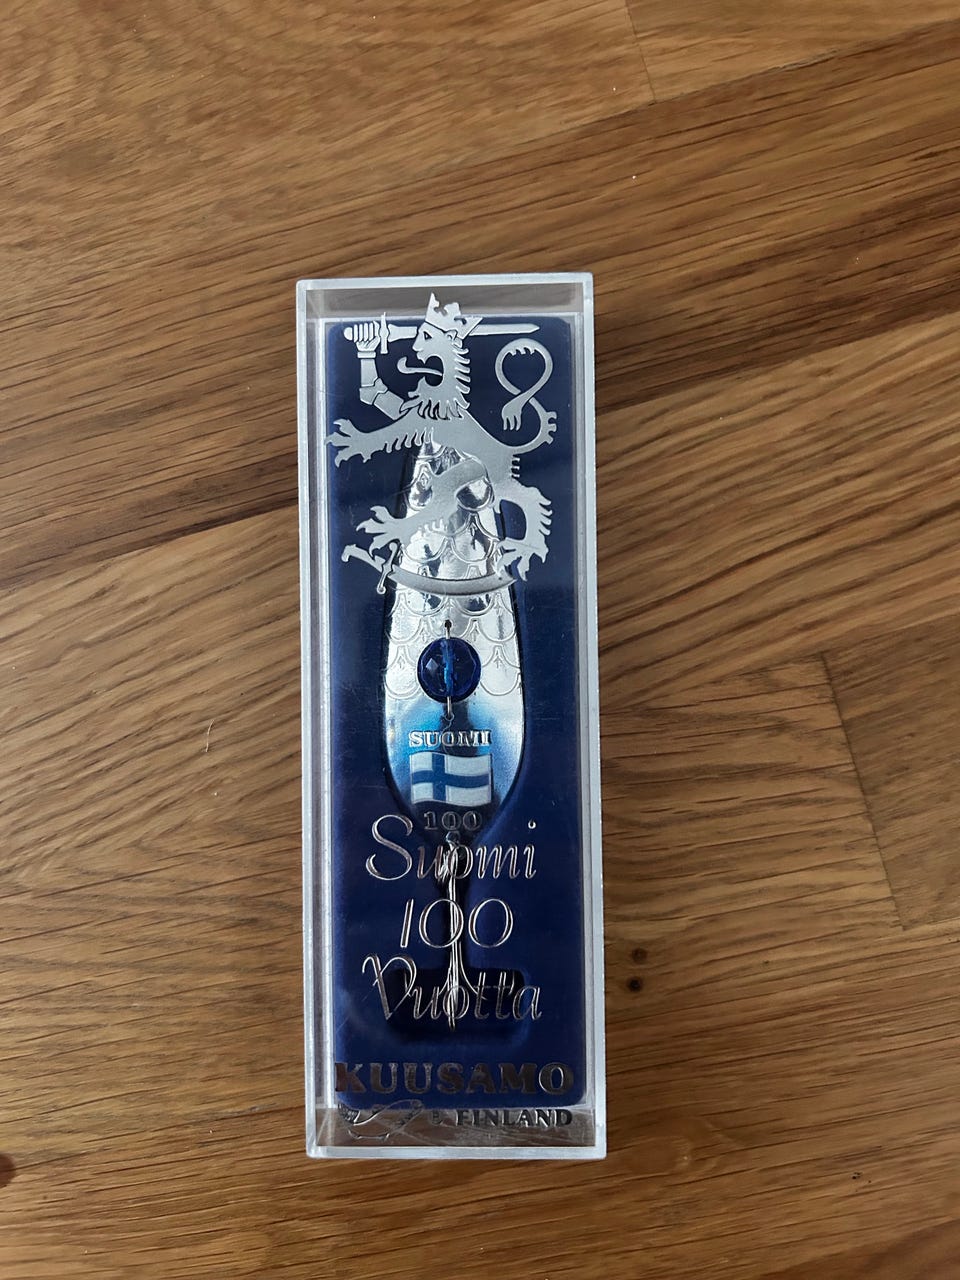 SUOMI
100
Suomi
100
Vuotta
KUUSAMO
FINLAND